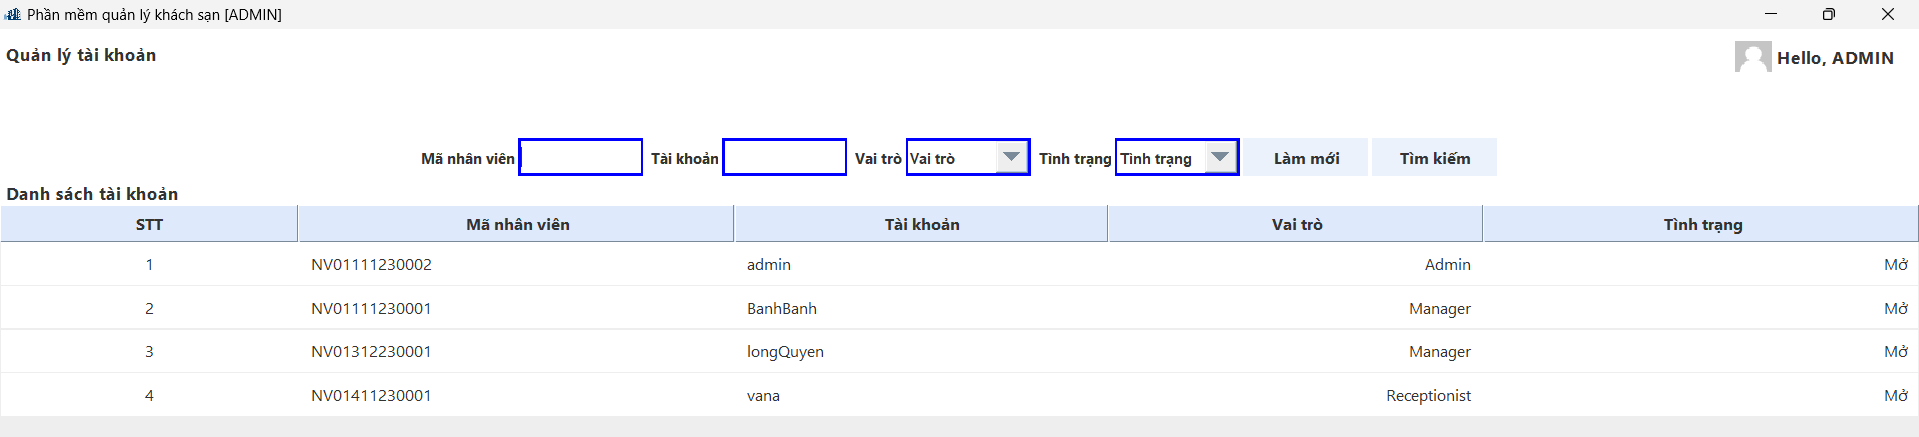 Phần mềm quản lý khách sạn [ADMIN]
Quản lý tài khoản
Hello, ADMIN
Mã nhân viên Tài khoản Vai trò Vai trò Tình trạng Tình trạng Làm mới Tìm kiếm
Danh sách tài khoản
STT Mã nhân viên Tài khoản Vai trò Tình trạng
1 NV01111230002 admin Admin Mở
2 NV01111230001 BanhBanh Manager Mở
3 NV01312230001 longQuyen Manager Mở
4 NV01411230001 vana Receptionist Mở